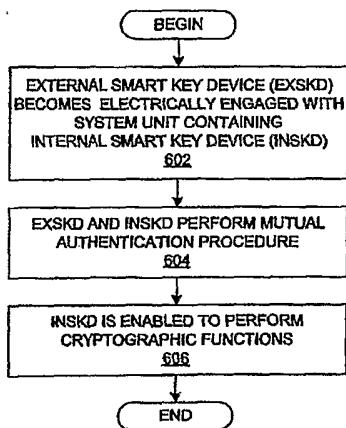 BEGIN
EXTERNAL SMART KEY DEVICE (EXSKD)
BECOMES ELECTRICALLY ENGAGED WITH
SYSTEM UNIT CONTAINING
INTERNAL SMART KEY DEVICE (INSKD)
602
EXSKD AND INSKD PERFORM MUTUAL
AUTHENTICATION PROCEDURE
604
INSKD IS ENABLED TO PERFORM
CRYPTOGRAPHIC FUNCTIONS
606
END